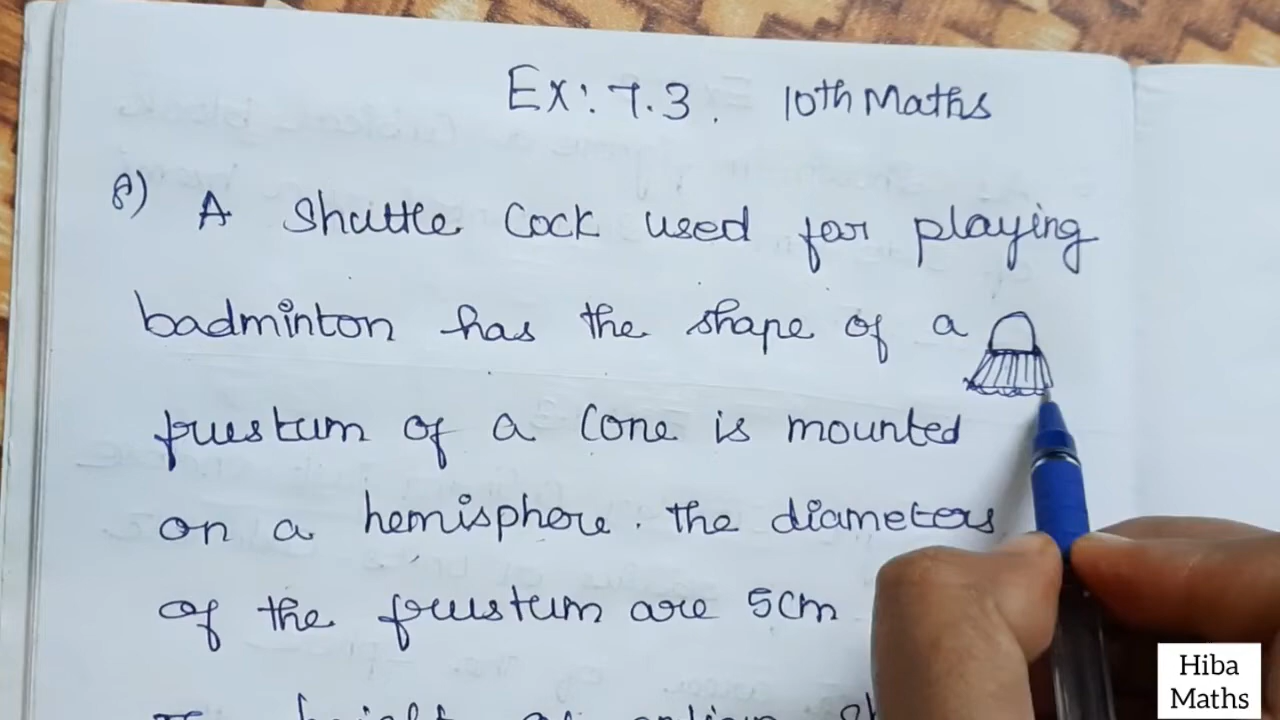 Ex: 7.3. 10th Maths
8) A Shuttle Cock used for playing
badminton has the shape of a
frustum of a Cone is mounted
on a hemisphere. The diameters
of the frustum are 5cm
Hiba
Maths